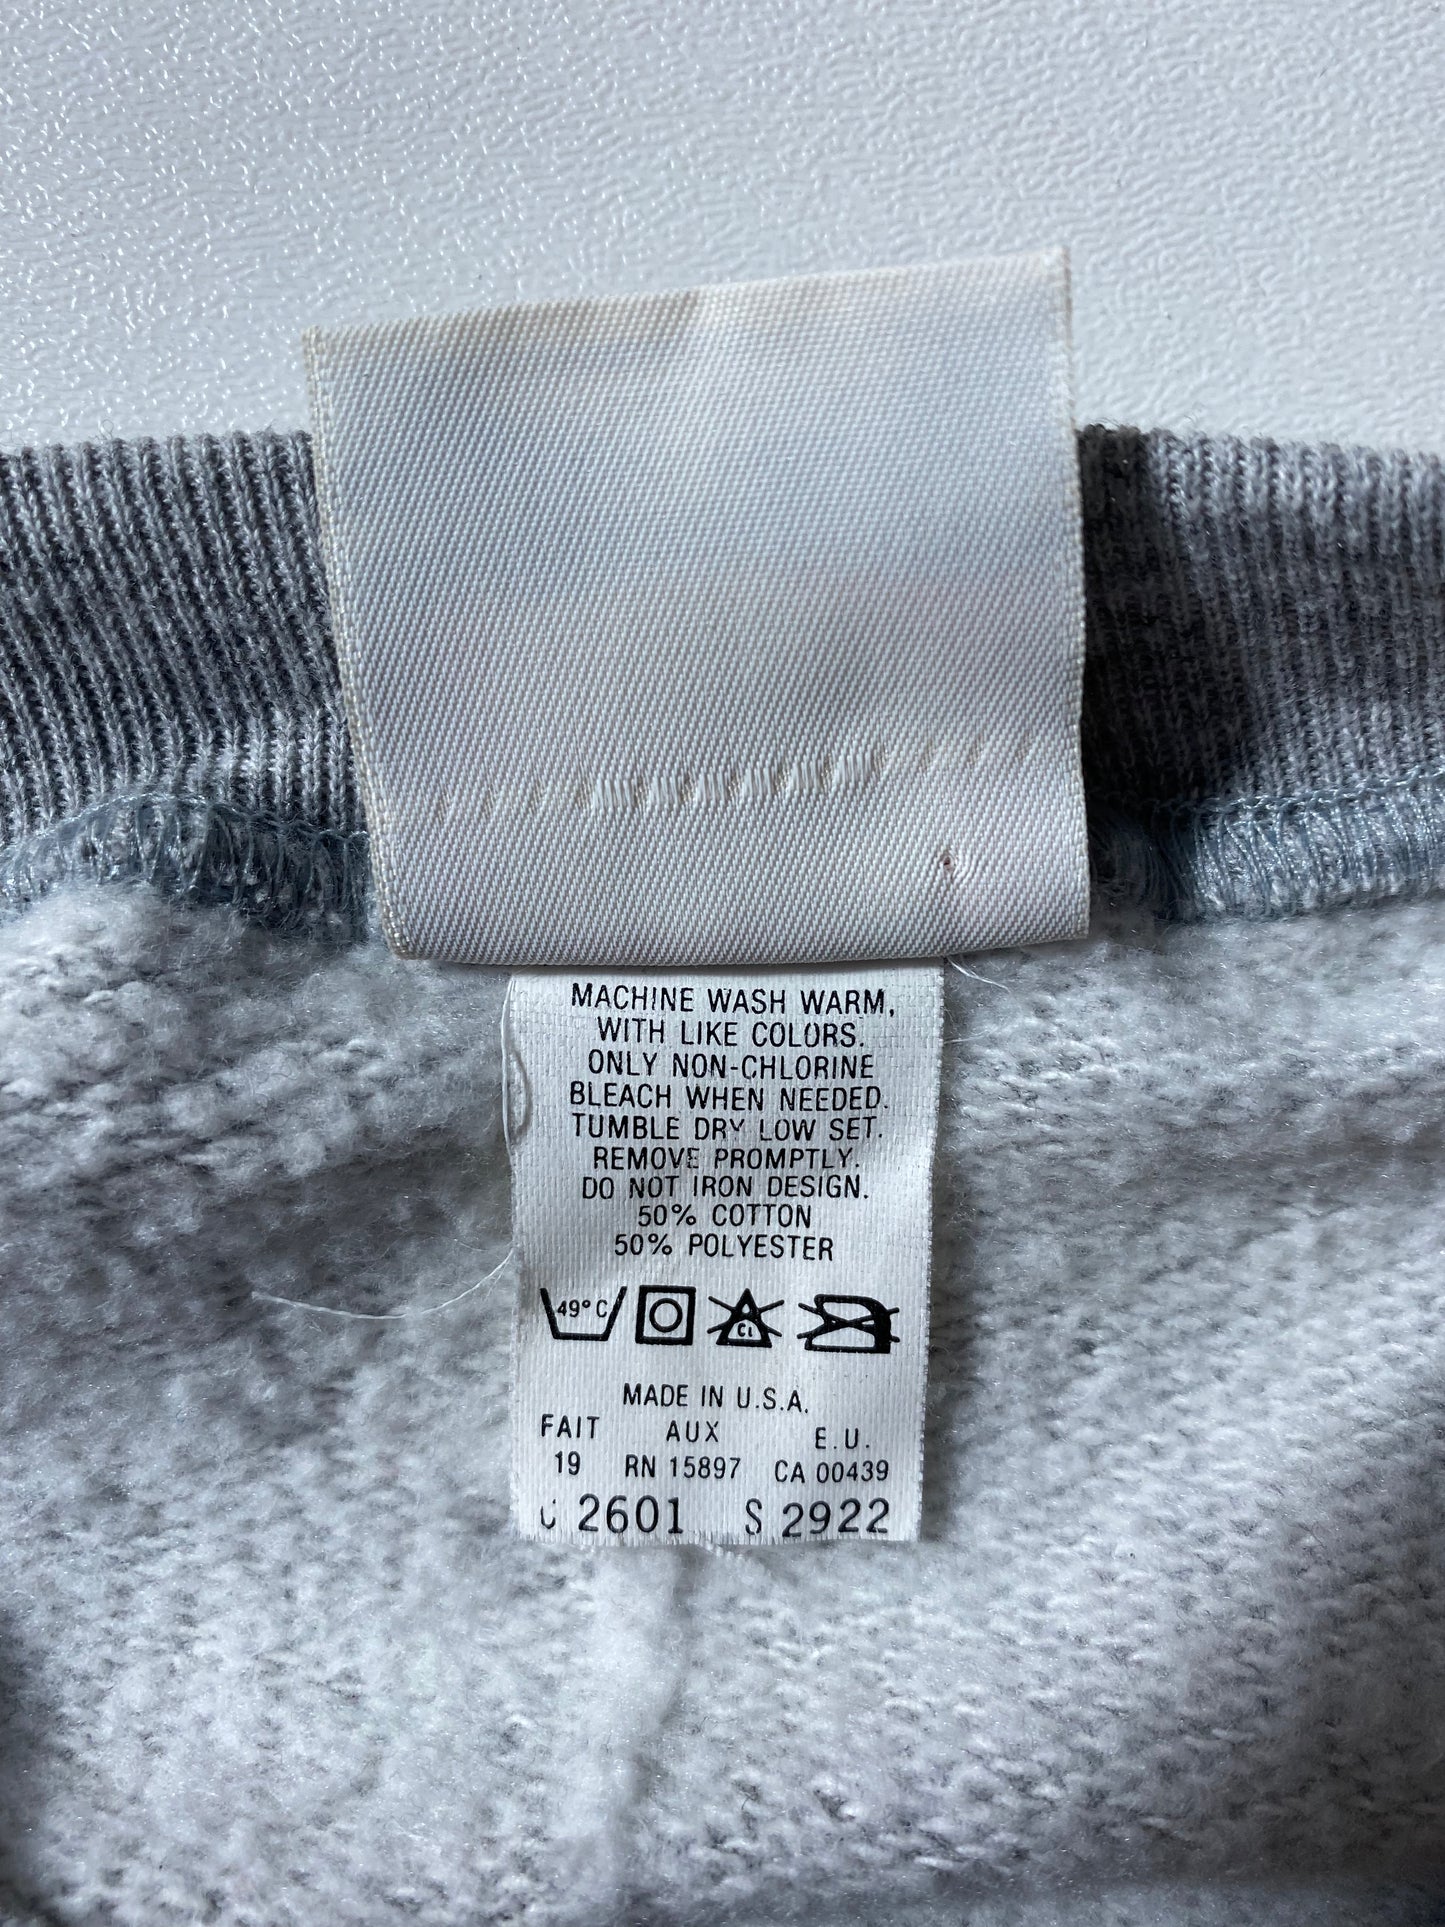 MACHINE WASH WARM,
WITH LIKE COLORS.
ONLY NON-CHLORINE
BLEACH WHEN NEEDED.
TUMBLE DRY LOW SET.
REMOVE PROMPTLY.
DO NOT IRON DESIGN.
50% COTTON
50% POLYESTER
49°C CL
MADE IN U.S.A.
FAIT AUX E.U.
19 RN 15897 CA 00439
2601 S 2922